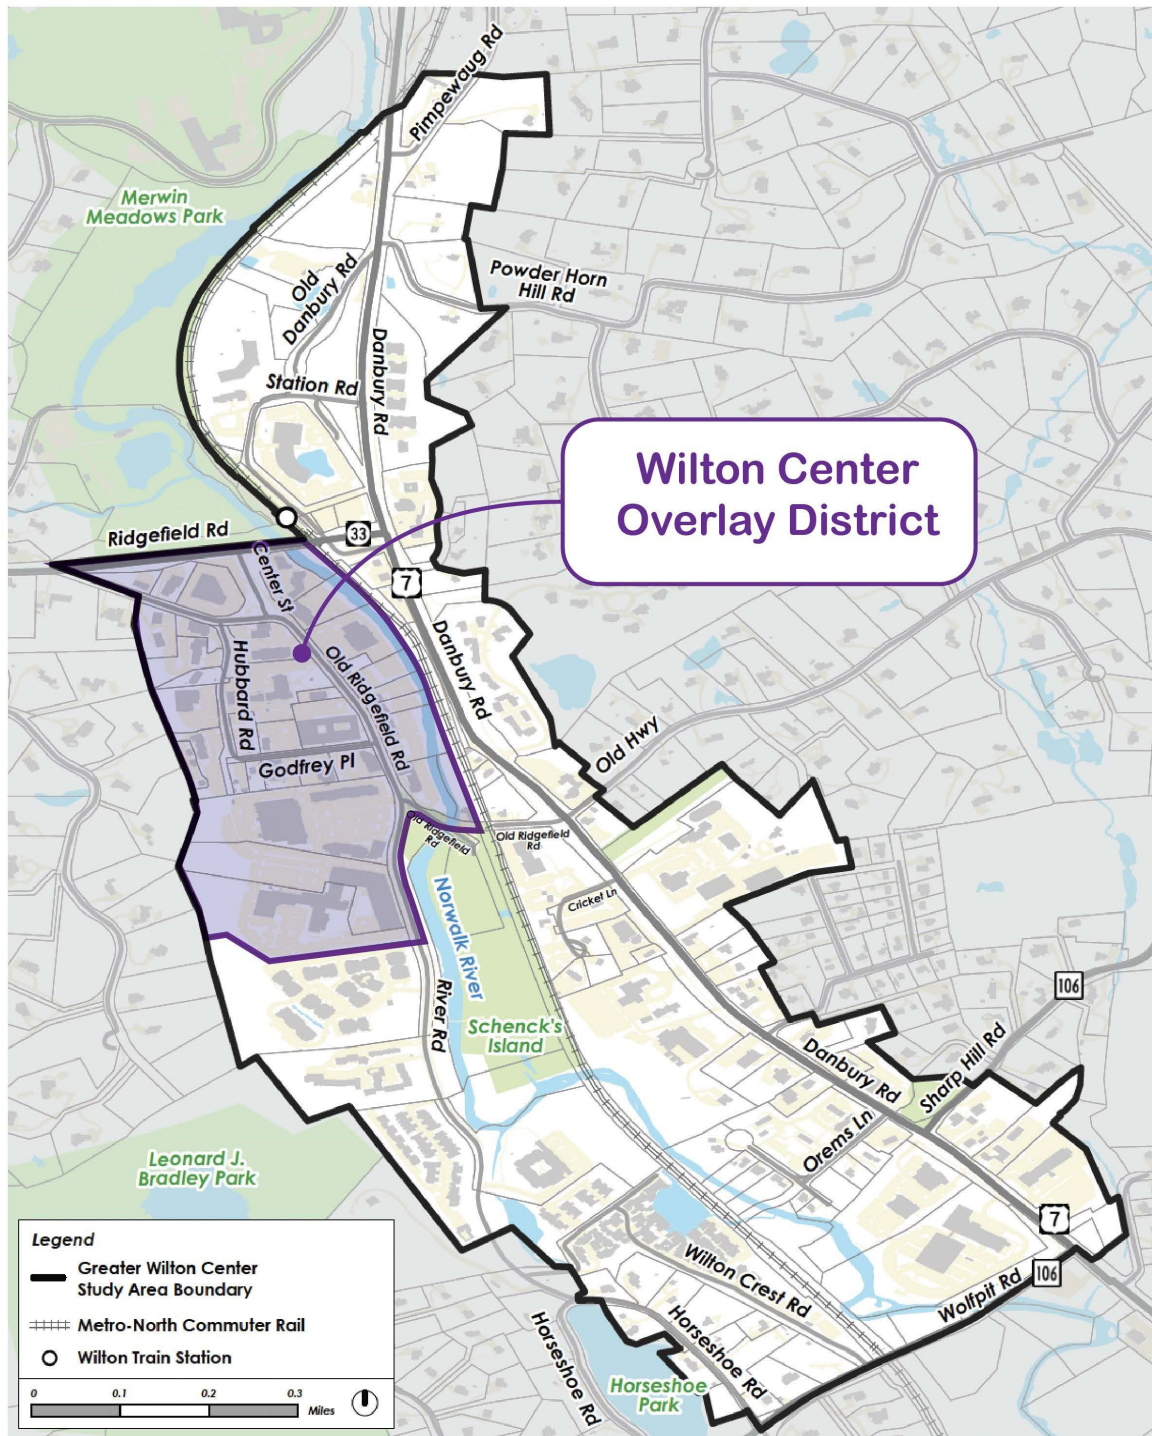 Pimpewaug Rd
Merwin
Meadows Park
Old
Danbury Rd
Powder Horn
Hill Rd
Danbury Rd
Station Rd
Wilton Center
Overlay District
Ridgefield Rd
33
Center St
7
Hubbard Rd
Old Ridgefield Rd
Danbury Rd
Godfrey Pl
Old Hwy
Old Ridgefield
Rd
Old Ridgefield
Rd
Cricket Ln
Norwalk River
River Rd
Schenck's
Island
106
Danbury Rd
Sharp Hill Rd
Orems Ln
Leonard J.
Bradley Park
7
106
Wilton Crest Rd
Wolfpit Rd
Horseshoe Rd
Horseshoe Rd
Horseshoe
Park
Legend
Greater Wilton Center
Study Area Boundary
Metro-North Commuter Rail
Wilton Train Station
0 0.1 0.2 0.3
Miles